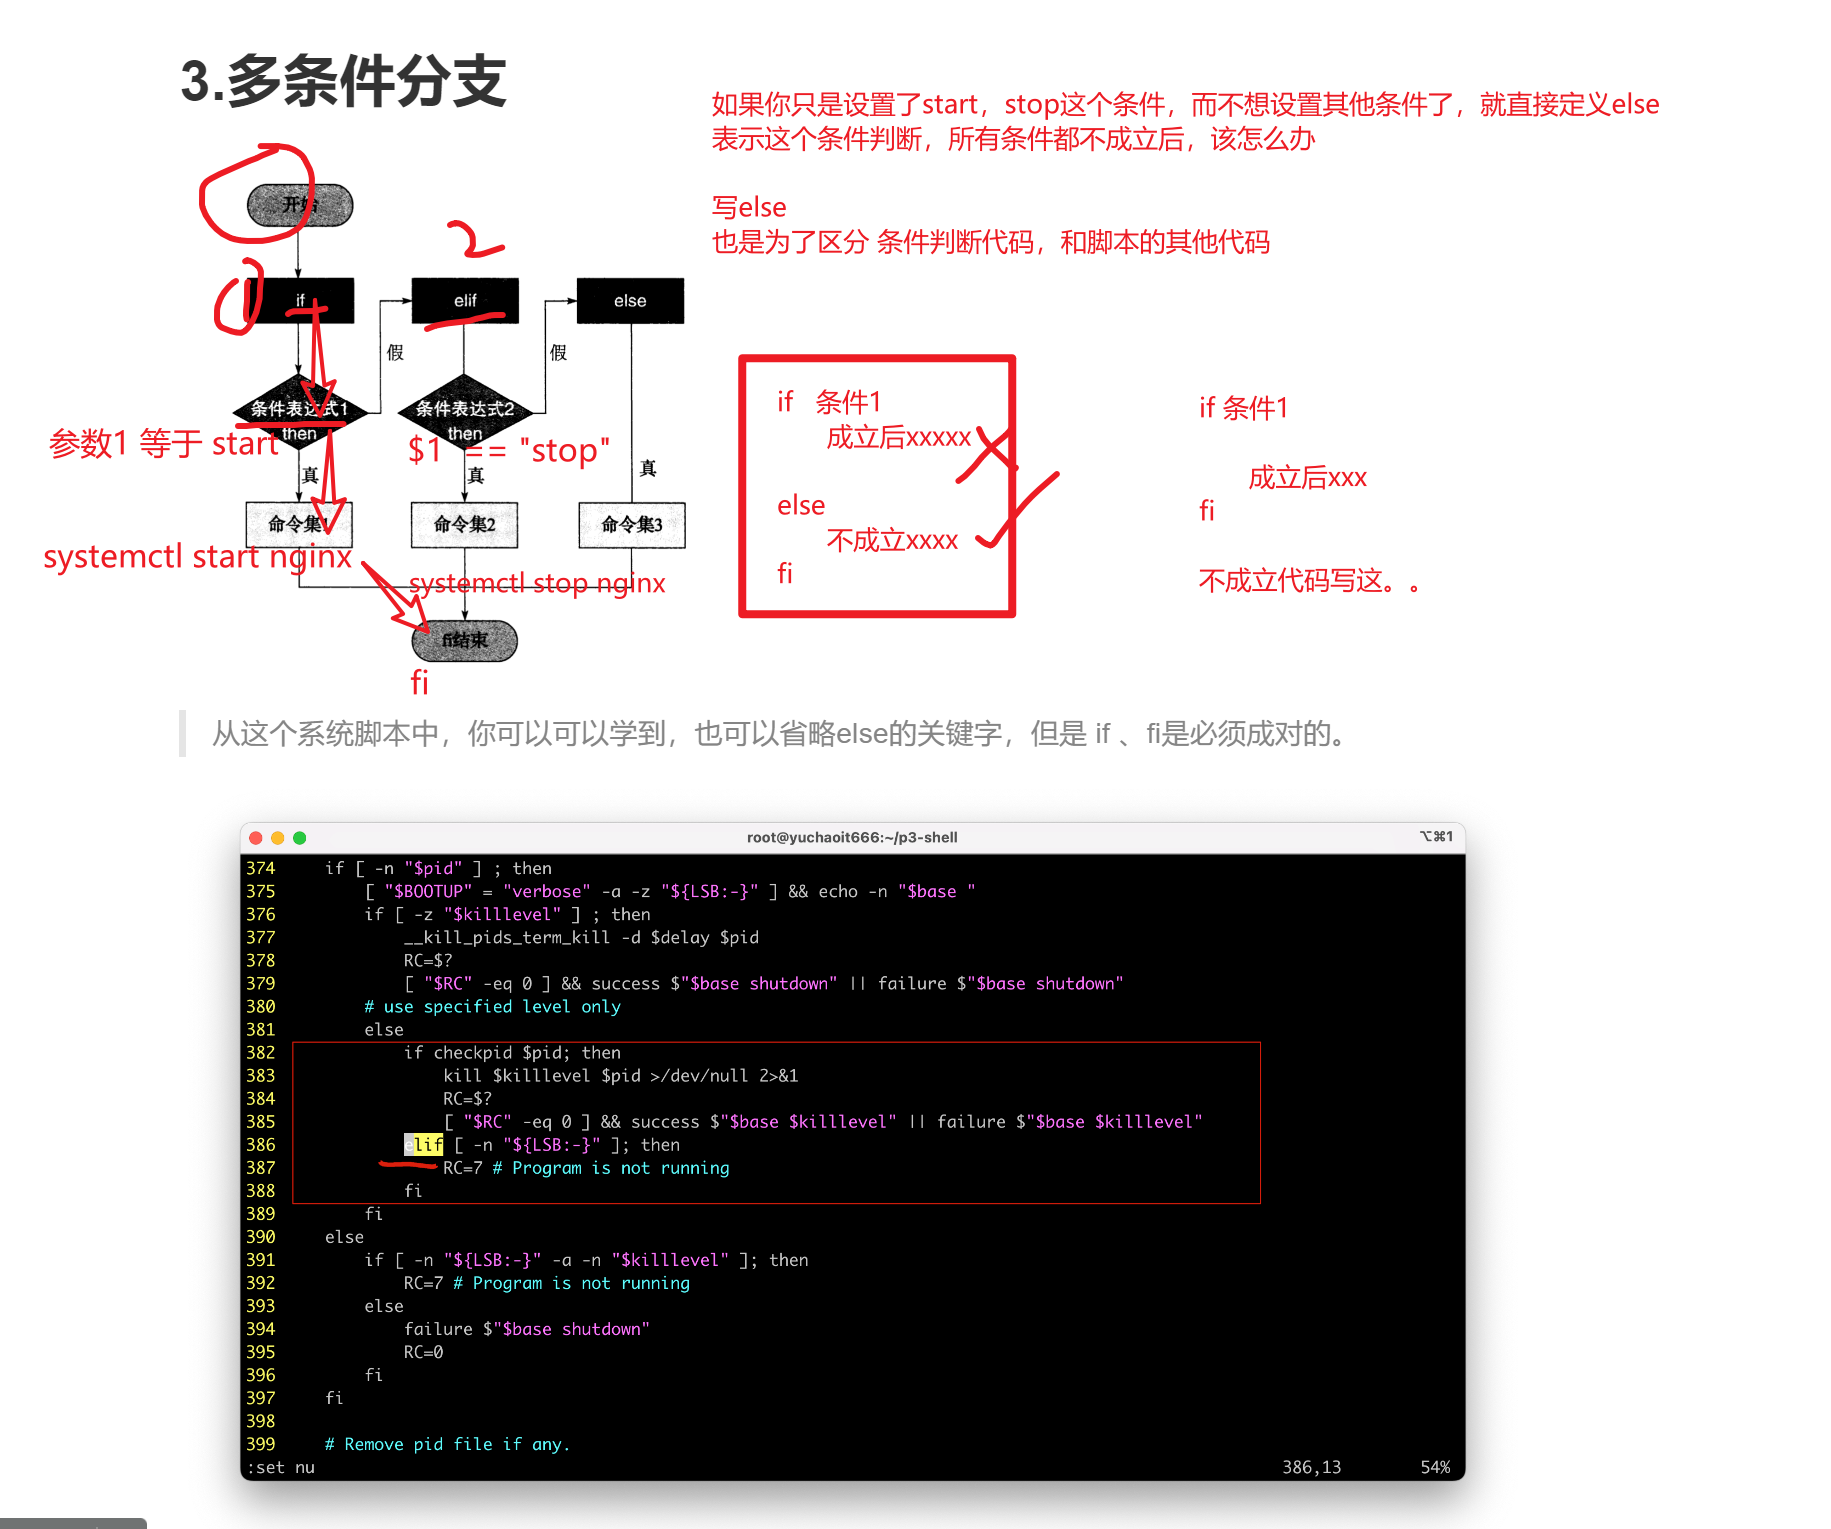 3.多条件分支
如果你只是设置了start，stop这个条件，而不想设置其他条件了，就直接定义else
表示这个条件判断，所有条件都不成立后，该怎么办
写else
也是为了区分 条件判断代码，和脚本的其他代码
开始
1
2
if
elif
else
假
假
条件表达式1
then
条件表达式2
then
参数1 等于 start
$1 == "stop"
真
真
真
命令集1
命令集2
命令集3
systemctl start nginx
systemctl stop nginx
fi结束
fi
if 条件1
成立后xxxxx
else
不成立xxxx
fi
if 条件1
成立后xxx
fi
不成立代码写这。。
从这个系统脚本中，你可以可以学到，也可以省略else的关键字，但是 if 、fi是必须成对的。
root@yuchaoit666:~/p3-shell
⌥⌘1
374 if [ -n "$pid" ] ; then
375 [ "$BOOTUP" = "verbose" -a -z "${LSB:-}" ] && echo -n "$base "
376 if [ -z "$killlevel" ] ; then
377 __kill_pids_term_kill -d $delay $pid
378 RC=$?
379 [ "$RC" -eq 0 ] && success $"$base shutdown" || failure $"$base shutdown"
380 # use specified level only
381 else
382 if checkpid $pid; then
383 kill $killlevel $pid >/dev/null 2>&1
384 RC=$?
385 [ "$RC" -eq 0 ] && success $"$base $killlevel" || failure $"$base $killlevel"
386 elif [ -n "${LSB:-}" ]; then
387 RC=7 # Program is not running
388 fi
389 fi
390 else
391 if [ -n "${LSB:-}" -a -n "$killlevel" ]; then
392 RC=7 # Program is not running
393 else
394 failure $"$base shutdown"
395 RC=0
396 fi
397 fi
398
399 # Remove pid file if any.
:set nu
386,13
54%